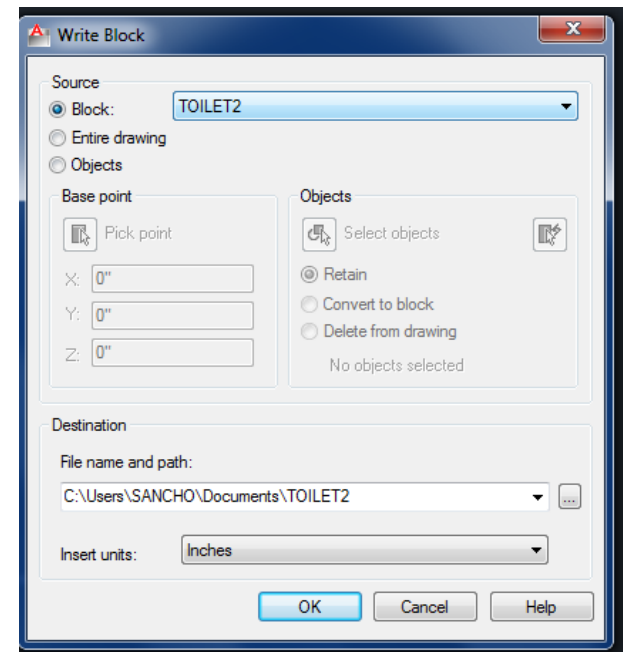 Write Block
Source
Block: TOILET2
Entire drawing
Objects
Base point
Pick point
X: 0"
Y: 0"
Z: 0"
Objects
Select objects
Retain
Convert to block
Delete from drawing
No objects selected
Destination
File name and path:
C:\Users\SANCHO\Documents\TOILET2
...
Insert units: Inches
OK Cancel Help